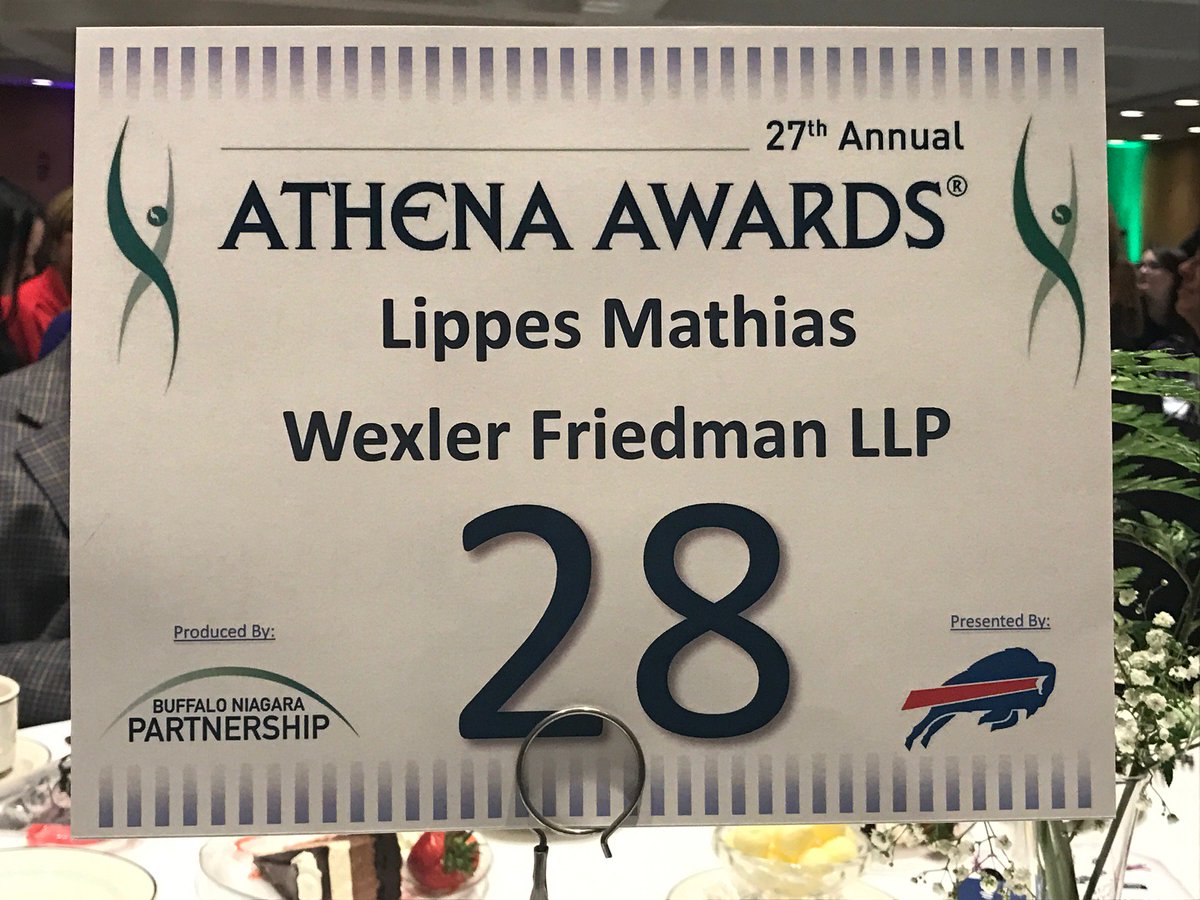 27th Annual
ATHENA AWARDS®
Lippes Mathias
Wexler Friedman LLP
28
Produced By:
BUFFALO NIAGARA
PARTNERSHIP
Presented By: